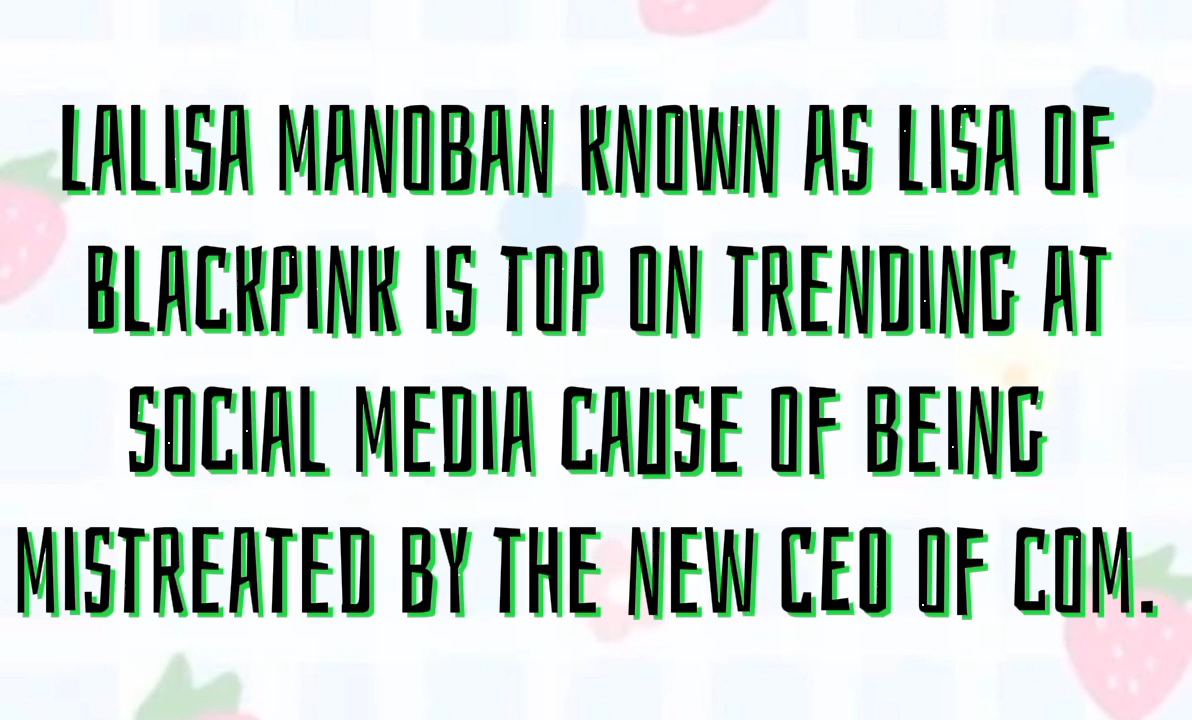 LALISA MANOBAN KNOWN AS LISA OF
BLACKPINK IS TOP ON TRENDING AT
SOCIAL MEDIA CAUSE OF BEING
MISTREATED BY THE NEW CEO OF COM.